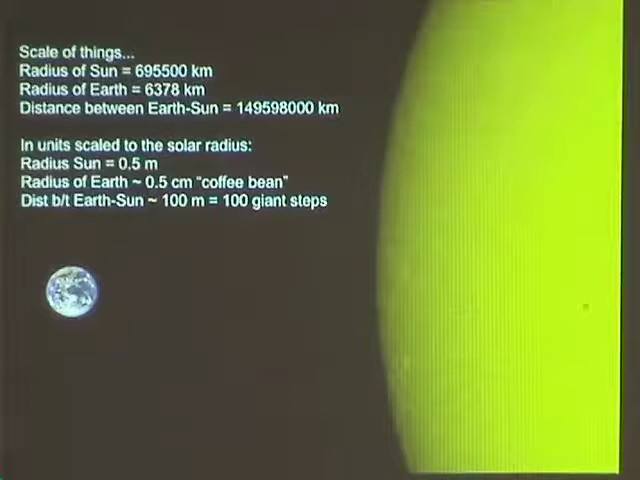 Scale of things...
Radius of Sun = 695500 km
Radius of Earth = 6378 km
Distance between Earth-Sun = 149598000 km
In units scaled to the solar radius:
Radius Sun = 0.5 m
Radius of Earth ~ 0.5 cm "coffee bean"
Dist b/t Earth-Sun ~ 100 m = 100 giant steps